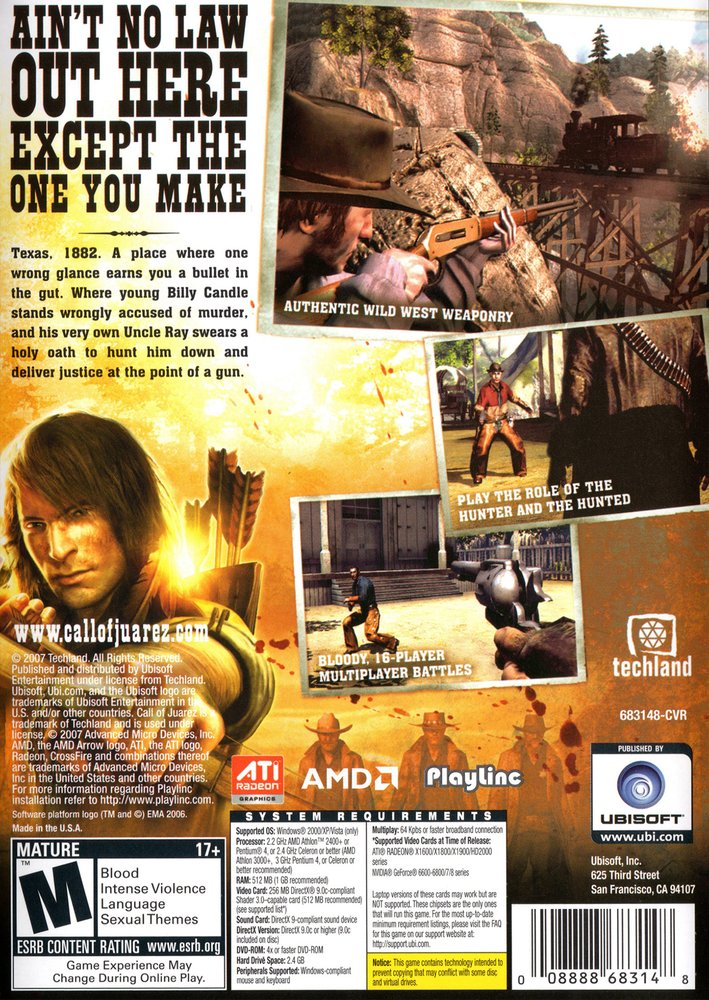 AIN'T NO LAW
OUT HERE
EXCEPT THE
ONE YOU MAKE
Texas, 1882. A place where one
wrong glance earns you a bullet in
the gut. Where young Billy Candle
stands wrongly accused of murder,
and his very own Uncle Ray swears a
holy oath to hunt him down and
deliver justice at the point of a gun.
AUTHENTIC WILD WEST WEAPONRY
PLAY THE ROLE OF THE
HUNTER AND THE HUNTED
BLOODY, 16-PLAYER
MULTIPLAYER BATTLES
www.callofjuarez.com
© 2007 Techland. All Rights Reserved.
Published and distributed by Ubisoft
Entertainment under license from Techland.
Ubisoft, Ubi.com, and the Ubisoft logo are
trademarks of Ubisoft Entertainment in the
U.S. and/or other countries. Call of Juarez is a
trademark of Techland and is used under
license. © 2007 Advanced Micro Devices, Inc.
AMD, the AMD Arrow logo, ATI, the ATI logo,
Radeon, CrossFire and combinations thereof
are trademarks of Advanced Micro Devices,
Inc in the United States and other countries.
For more information regarding Playlinc
installation refer to http://www.playlinc.com.
Software platform logo (TM and ©) EMA 2006.
Made in the U.S.A.
techland
683148-CVR
ATI
RADEON
GRAPHICS
AMD
PlayLinc
PUBLISHED BY
UBISOFT
www.ubi.com
Ubisoft, Inc.
625 Third Street
San Francisco, CA 94107
MATURE 17+
TM
M
Blood
Intense Violence
Language
Sexual Themes
ESRB CONTENT RATING www.esrb.org
Game Experience May
Change During Online Play.
SYSTEM REQUIREMENTS
Supported OS: Windows® 2000/XP/Vista (only)
Processor: 2.2 GHz AMD Athlon™ 2400+ or
Pentium® 4, or 2.4 GHz Celeron or better (AMD
Athlon 3000+, 3 GHz Pentium 4, or Celeron or
better recommended)
RAM: 512 MB (1 GB recommended)
Video Card: 256 MB DirectX® 9.0c-compliant
Shader 3.0-capable card (512 MB recommended)
(see supported list*)
Sound Card: DirectX 9-compliant sound device
DirectX Version: DirectX 9.0c or higher (9.0c
included on disc)
DVD-ROM: 4x or faster DVD-ROM
Hard Drive Space: 2.4 GB
Peripherals Supported: Windows-compliant
mouse and keyboard
Multiplay: 64 Kbps or faster broadband connection
*Supported Video Cards at Time of Release:
ATI® RADEON® X1600/X1800/X1900/HD2000
series
NVIDIA® GeForce® 6600-6800/7/8 series
Laptop versions of these cards may work but are
NOT supported. These chipsets are the only ones
that will run this game. For the most up-to-date
minimum requirement listings, please visit the FAQ
for this game on our support website at:
http://support.ubi.com.
Notice: This game contains technology intended to
prevent copying that may conflict with some disc
and virtual drives.
0 08888 68314 8